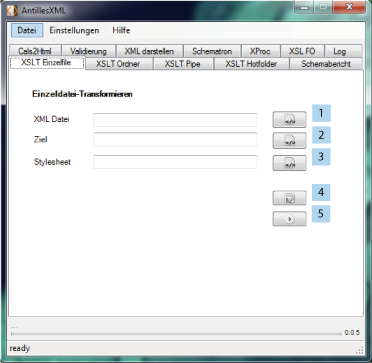 AntillesXML
Datei Einstellungen Hilfe
Cals2Html Validierung XML darstellen Schematron XProc XSL FO Log
XSLT Einzelfile XSLT Ordner XSLT Pipe XSLT Hotfolder Schemabericht
Einzeldatei-Transformieren
XML Datei 1
Ziel 2
Stylesheet 3
4
5
...
0.0.5
ready